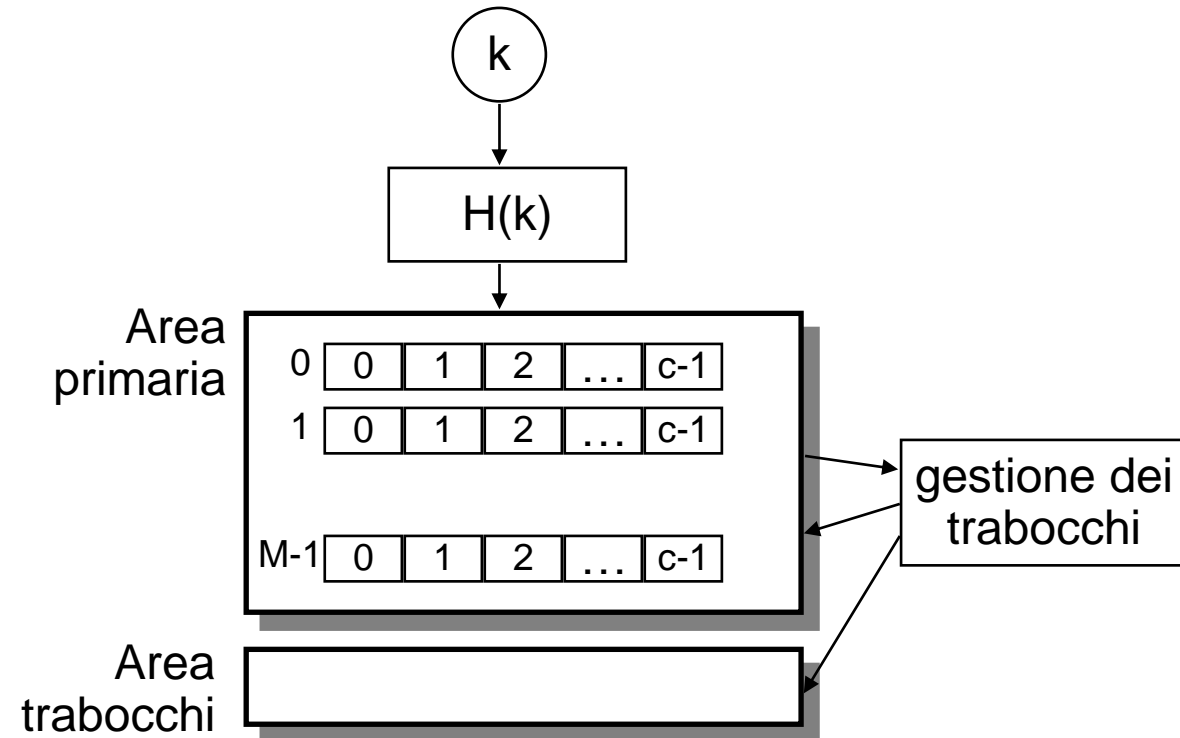 k
H(k)
Area
primaria
0 0 1 2 ... c-1
1 0 1 2 ... c-1
M-1 0 1 2 ... c-1
gestione dei
trabocchi
Area
trabocchi